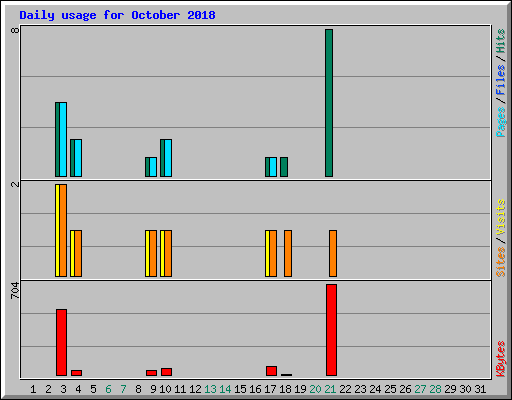 Daily usage for October 2018
8
2
704
Pages / Files / Hits
Sites / Visits
KBytes
1 2 3 4 5 6 7 8 9 10 11 12 13 14 15 16 17 18 19 20 21 22 23 24 25 26 27 28 29 30 31